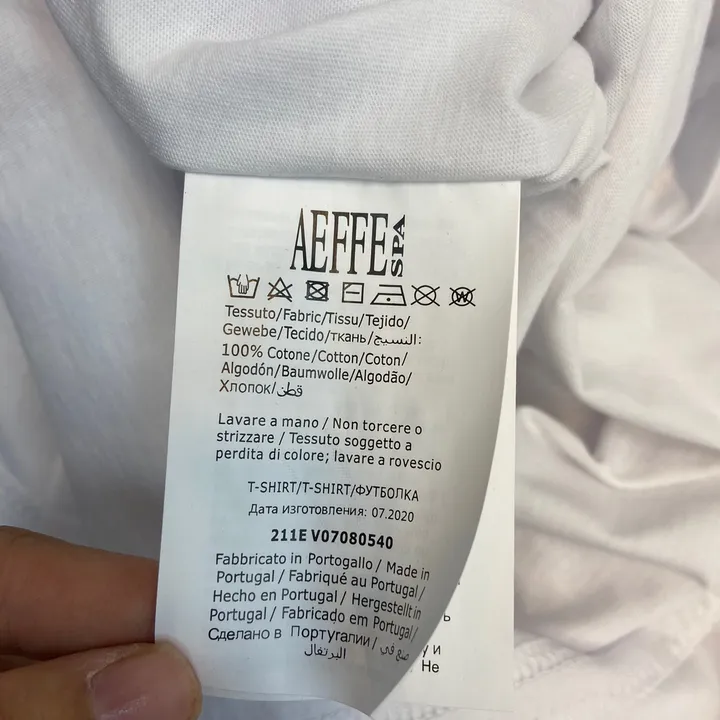 AEFFE SPA
Tessuto/Fabric/Tissu/Tejido/
Gewebe/Tecido/ткань/النسيج:
100% Cotone/Cotton/Coton/
Algodón/Baumwolle/Algodão/
Хлопок/قطن
Lavare a mano / Non torcere o
strizzare / Tessuto soggetto a
perdita di colore; lavare a rovescio
T-SHIRT/T-SHIRT/ФУТБОЛКА
Дата изготовления: 07.2020
211E V07080540
Fabbricato in Portogallo / Made in
Portugal / Fabriqué au Portugal /
Hecho en Portugal / Hergestellt in
Portugal / Fabricado em Portugal /
Сделано в Португалии / صنع في
البرتغال
Не